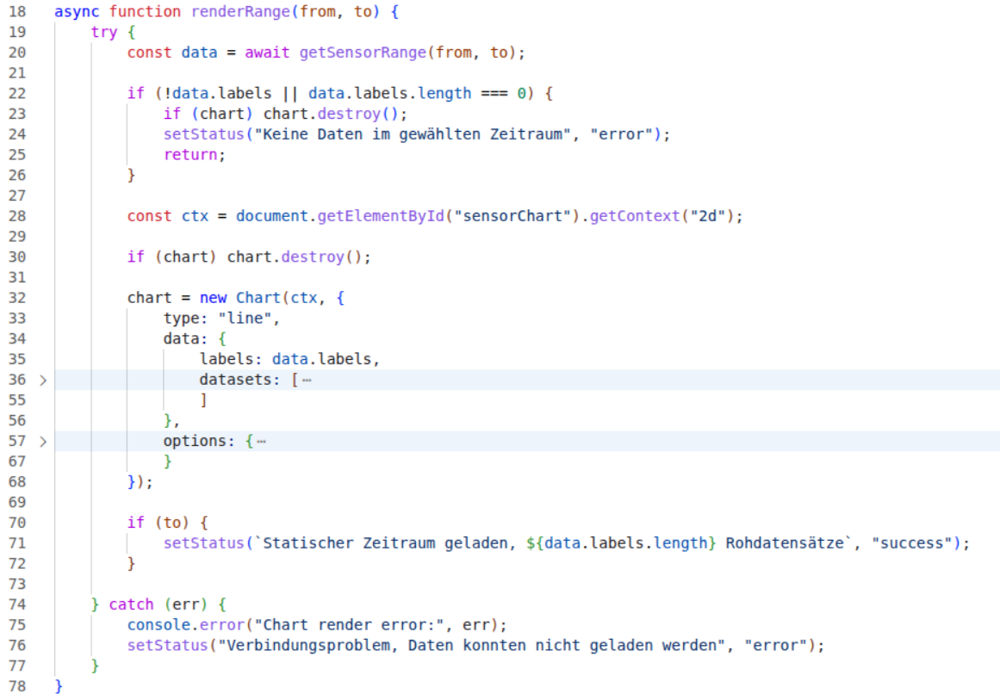 18 async function renderRange(from, to) {
19     try {
20         const data = await getSensorRange(from, to);
21
22         if (!data.labels || data.labels.length === 0) {
23             if (chart) chart.destroy();
24             setStatus("Keine Daten im gewählten Zeitraum", "error");
25             return;
26         }
27
28         const ctx = document.getElementById("sensorChart").getContext("2d");
29
30         if (chart) chart.destroy();
31
32         chart = new Chart(ctx, {
33             type: "line",
34             data: {
35                 labels: data.labels,
36 >               datasets: [ ⋯
55                 ]
56             },
57 >           options: { ⋯
67             }
68         });
69
70         if (to) {
71             setStatus(`Statischer Zeitraum geladen, ${data.labels.length} Rohdatensätze`, "success");
72         }
73
74     } catch (err) {
75         console.error("Chart render error:", err);
76         setStatus("Verbindungsproblem, Daten konnten nicht geladen werden", "error");
77     }
78 }